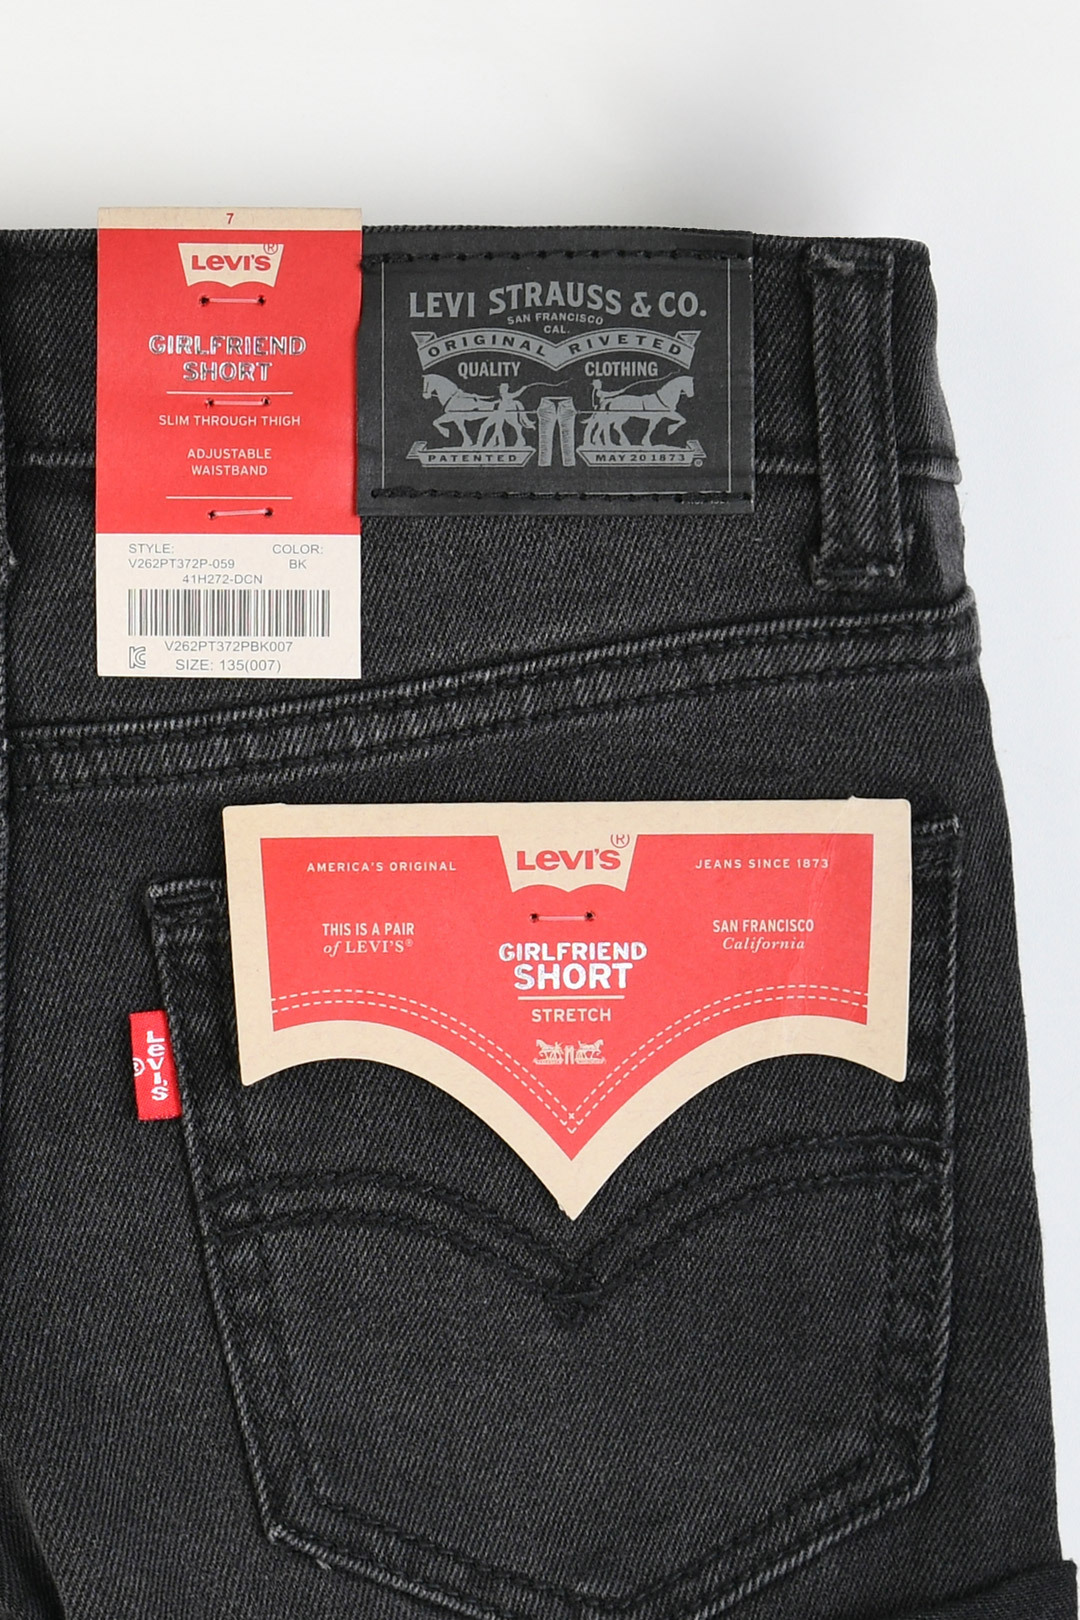 7
Levi's®
GIRLFRIEND
SHORT
SLIM THROUGH THIGH
ADJUSTABLE
WAISTBAND
STYLE: COLOR:
V262PT372P-059 BK
41H272-DCN
V262PT372PBK007
SIZE: 135(007)
LEVI STRAUSS & CO.
SAN FRANCISCO
CAL.
ORIGINAL RIVETED
QUALITY CLOTHING
PATENTED MAY 20 1873 ®
AMERICA'S ORIGINAL Levi's® JEANS SINCE 1873
THIS IS A PAIR
of LEVI'S®
SAN FRANCISCO
California
GIRLFRIEND
SHORT
STRETCH
Levi's®